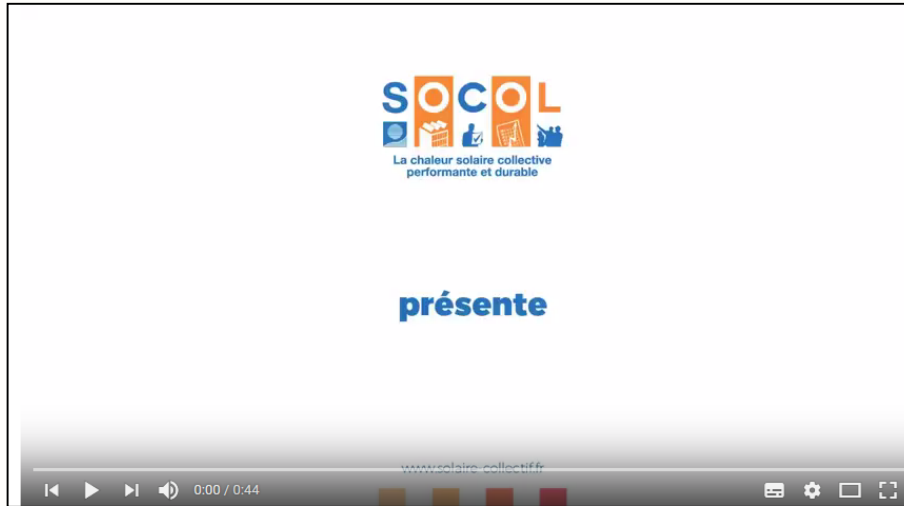 SOCOL
La chaleur solaire collective
performante et durable
présente
www.solaire-collectif.fr
0:00 / 0:44